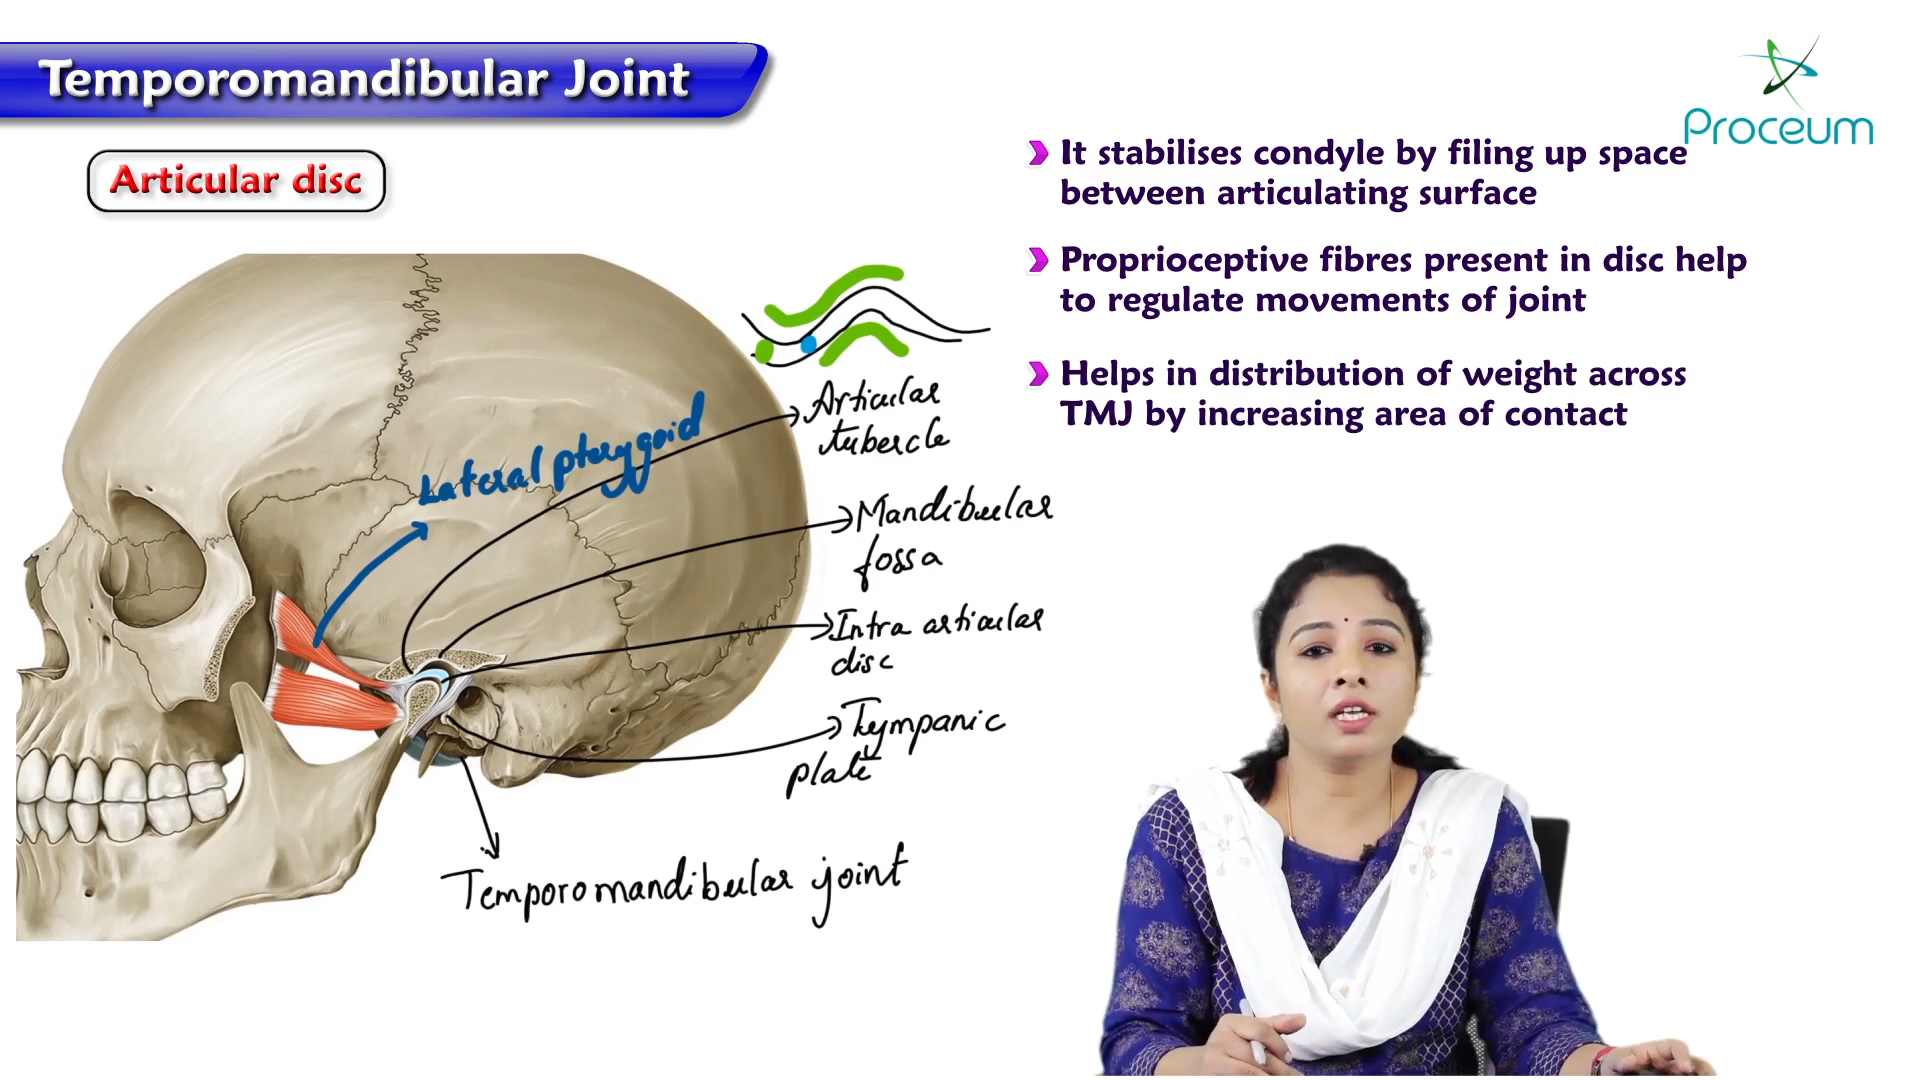 Temporomandibular Joint
Proceum
Articular disc
It stabilises condyle by filing up space
between articulating surface
Proprioceptive fibres present in disc help
to regulate movements of joint
Helps in distribution of weight across
TMJ by increasing area of contact
Lateral pterygoid
Articular
tubercle
Mandibular
fossa
Intra articular
disc
Tympanic
plate
Temporomandibular joint